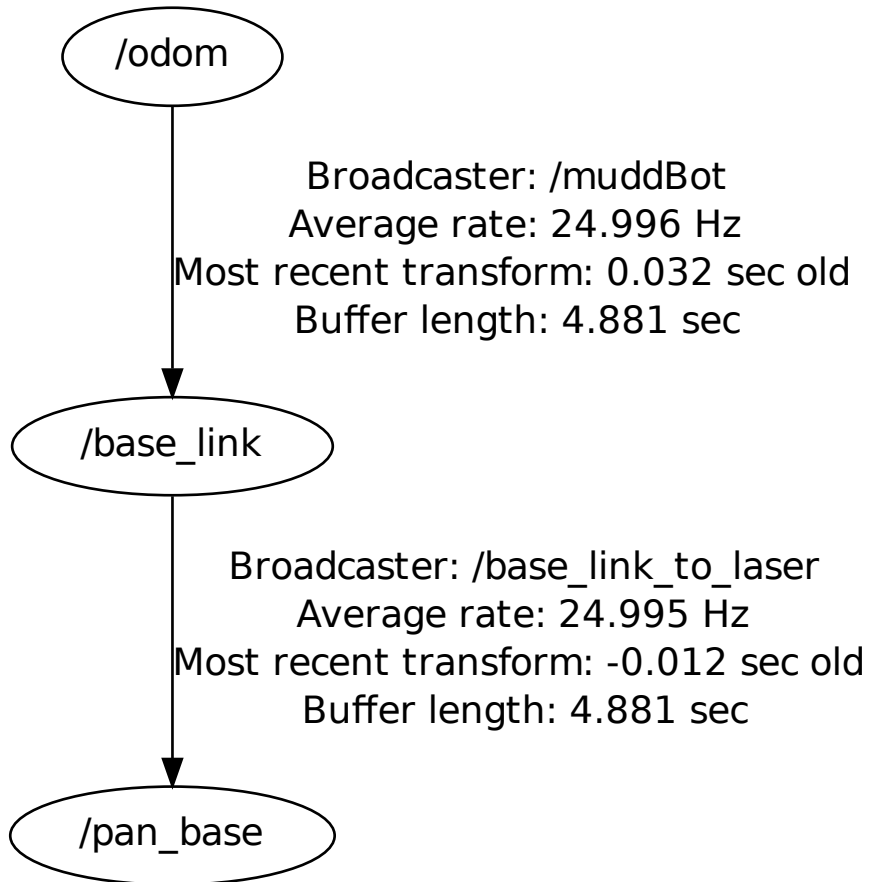 /odom
Broadcaster: /muddBot
Average rate: 24.996 Hz
Most recent transform: 0.032 sec old
Buffer length: 4.881 sec
/base_link
Broadcaster: /base_link_to_laser
Average rate: 24.995 Hz
Most recent transform: -0.012 sec old
Buffer length: 4.881 sec
/pan_base